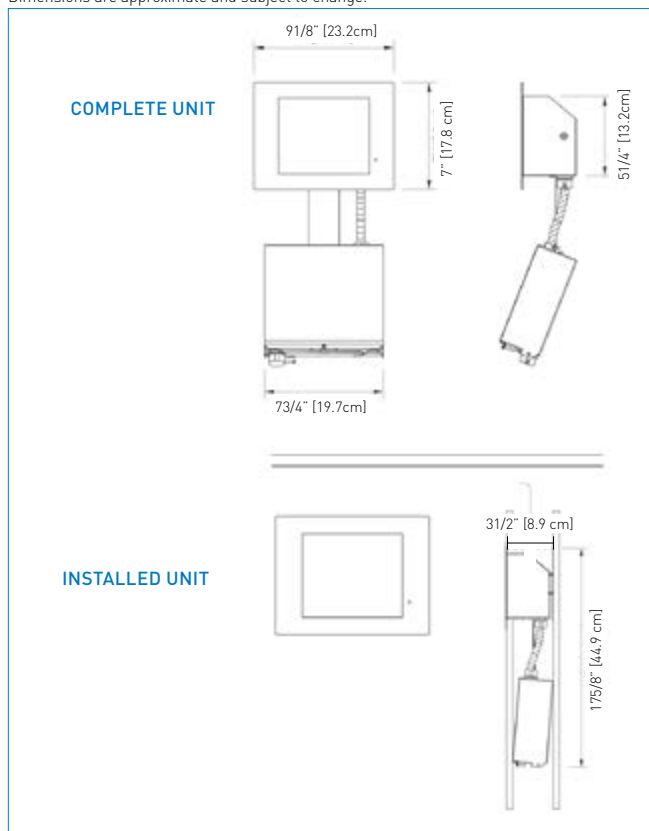 Dimensions are approximate and subject to change.
91/8" [23.2cm]
COMPLETE UNIT
7" [17.8 cm]
51/4" [13.2cm]
73/4" [19.7cm]
31/2" [8.9 cm]
INSTALLED UNIT
175/8" [44.9 cm]